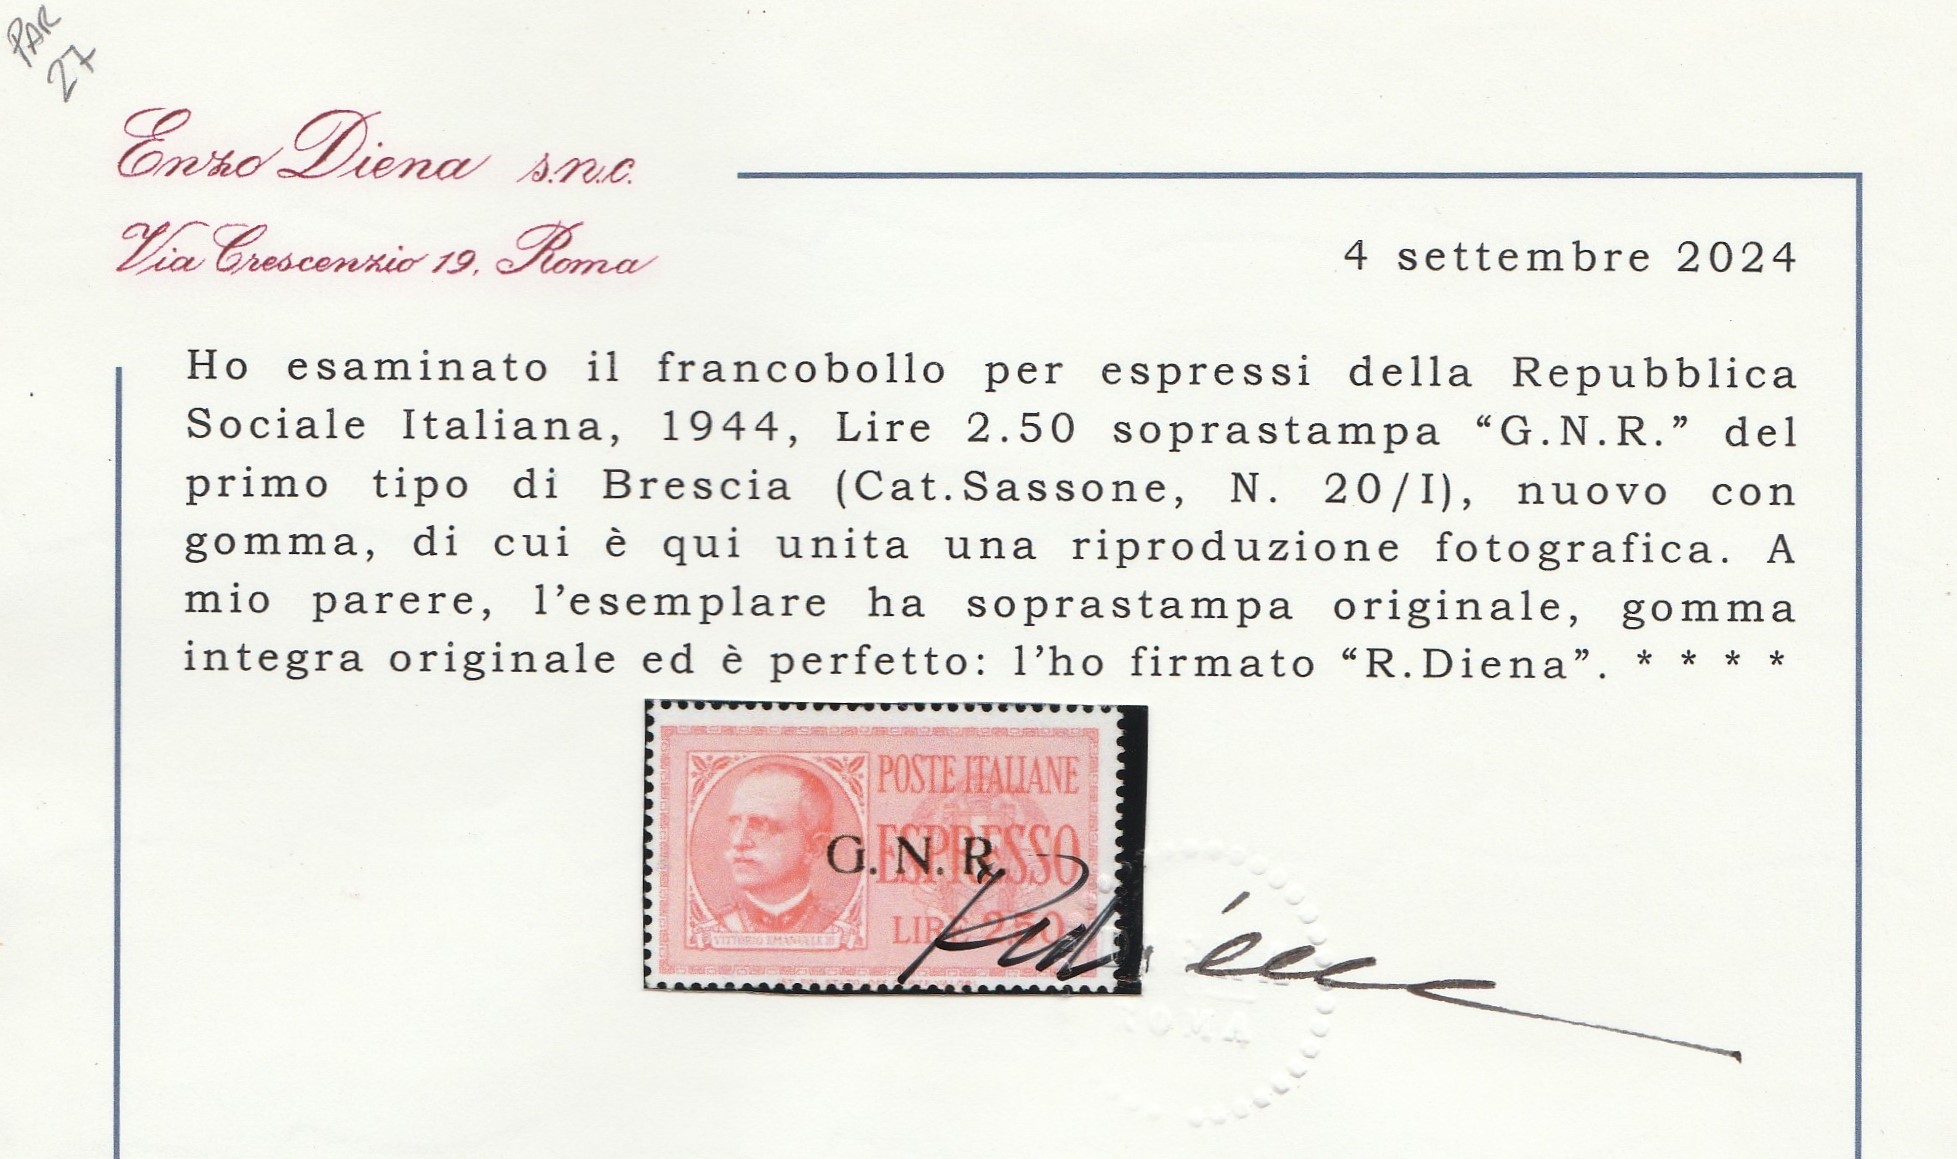 PAR
27
Enzo Diena s.n.c.
Via Crescenzio 19, Roma
4 settembre 2024
Ho esaminato il francobollo per espressi della Repubblica
Sociale Italiana, 1944, Lire 2.50 soprastampa “G.N.R.” del
primo tipo di Brescia (Cat.Sassone, N. 20/I), nuovo con
gomma, di cui è qui unita una riproduzione fotografica. A
mio parere, l’esemplare ha soprastampa originale, gomma
integra originale ed è perfetto: l’ho firmato “R.Diena”. * * * *
POSTE ITALIANE
ESPRESSO
G.N.R.
LIRE 2.50
VITTORIO EMANUELE III